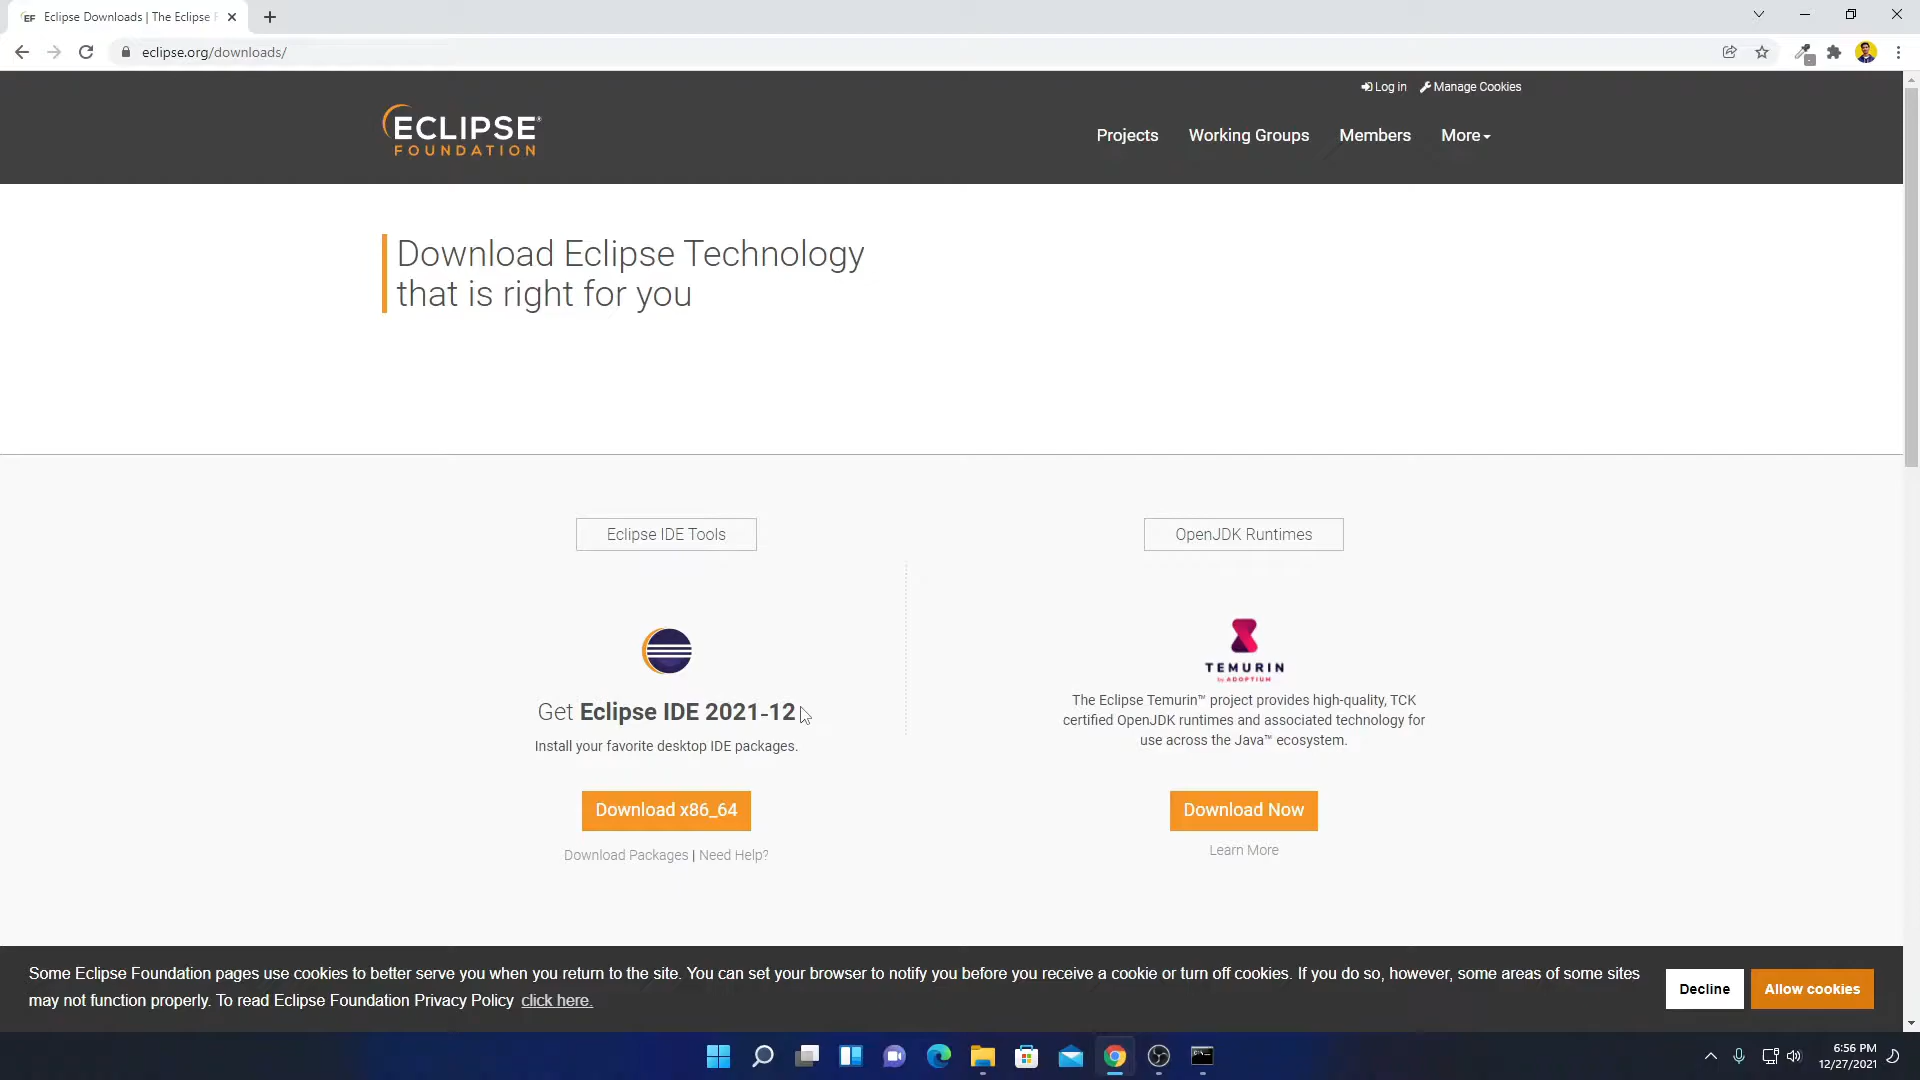 Eclipse Downloads | The Eclipse F
eclipse.org/downloads/
Log in Manage Cookies
ECLIPSE
FOUNDATION
Projects Working Groups Members More
Download Eclipse Technology
that is right for you
Eclipse IDE Tools
Get Eclipse IDE 2021-12
Install your favorite desktop IDE packages.
Download x86_64
Download Packages | Need Help?
OpenJDK Runtimes
TEMURIN
by ADOPTIUM
The Eclipse Temurin™ project provides high-quality, TCK
certified OpenJDK runtimes and associated technology for
use across the Java™ ecosystem.
Download Now
Learn More
Some Eclipse Foundation pages use cookies to better serve you when you return to the site. You can set your browser to notify you before you receive a cookie or turn off cookies. If you do so, however, some areas of some sites
may not function properly. To read Eclipse Foundation Privacy Policy click here.
Decline Allow cookies
6:56 PM
12/27/2021